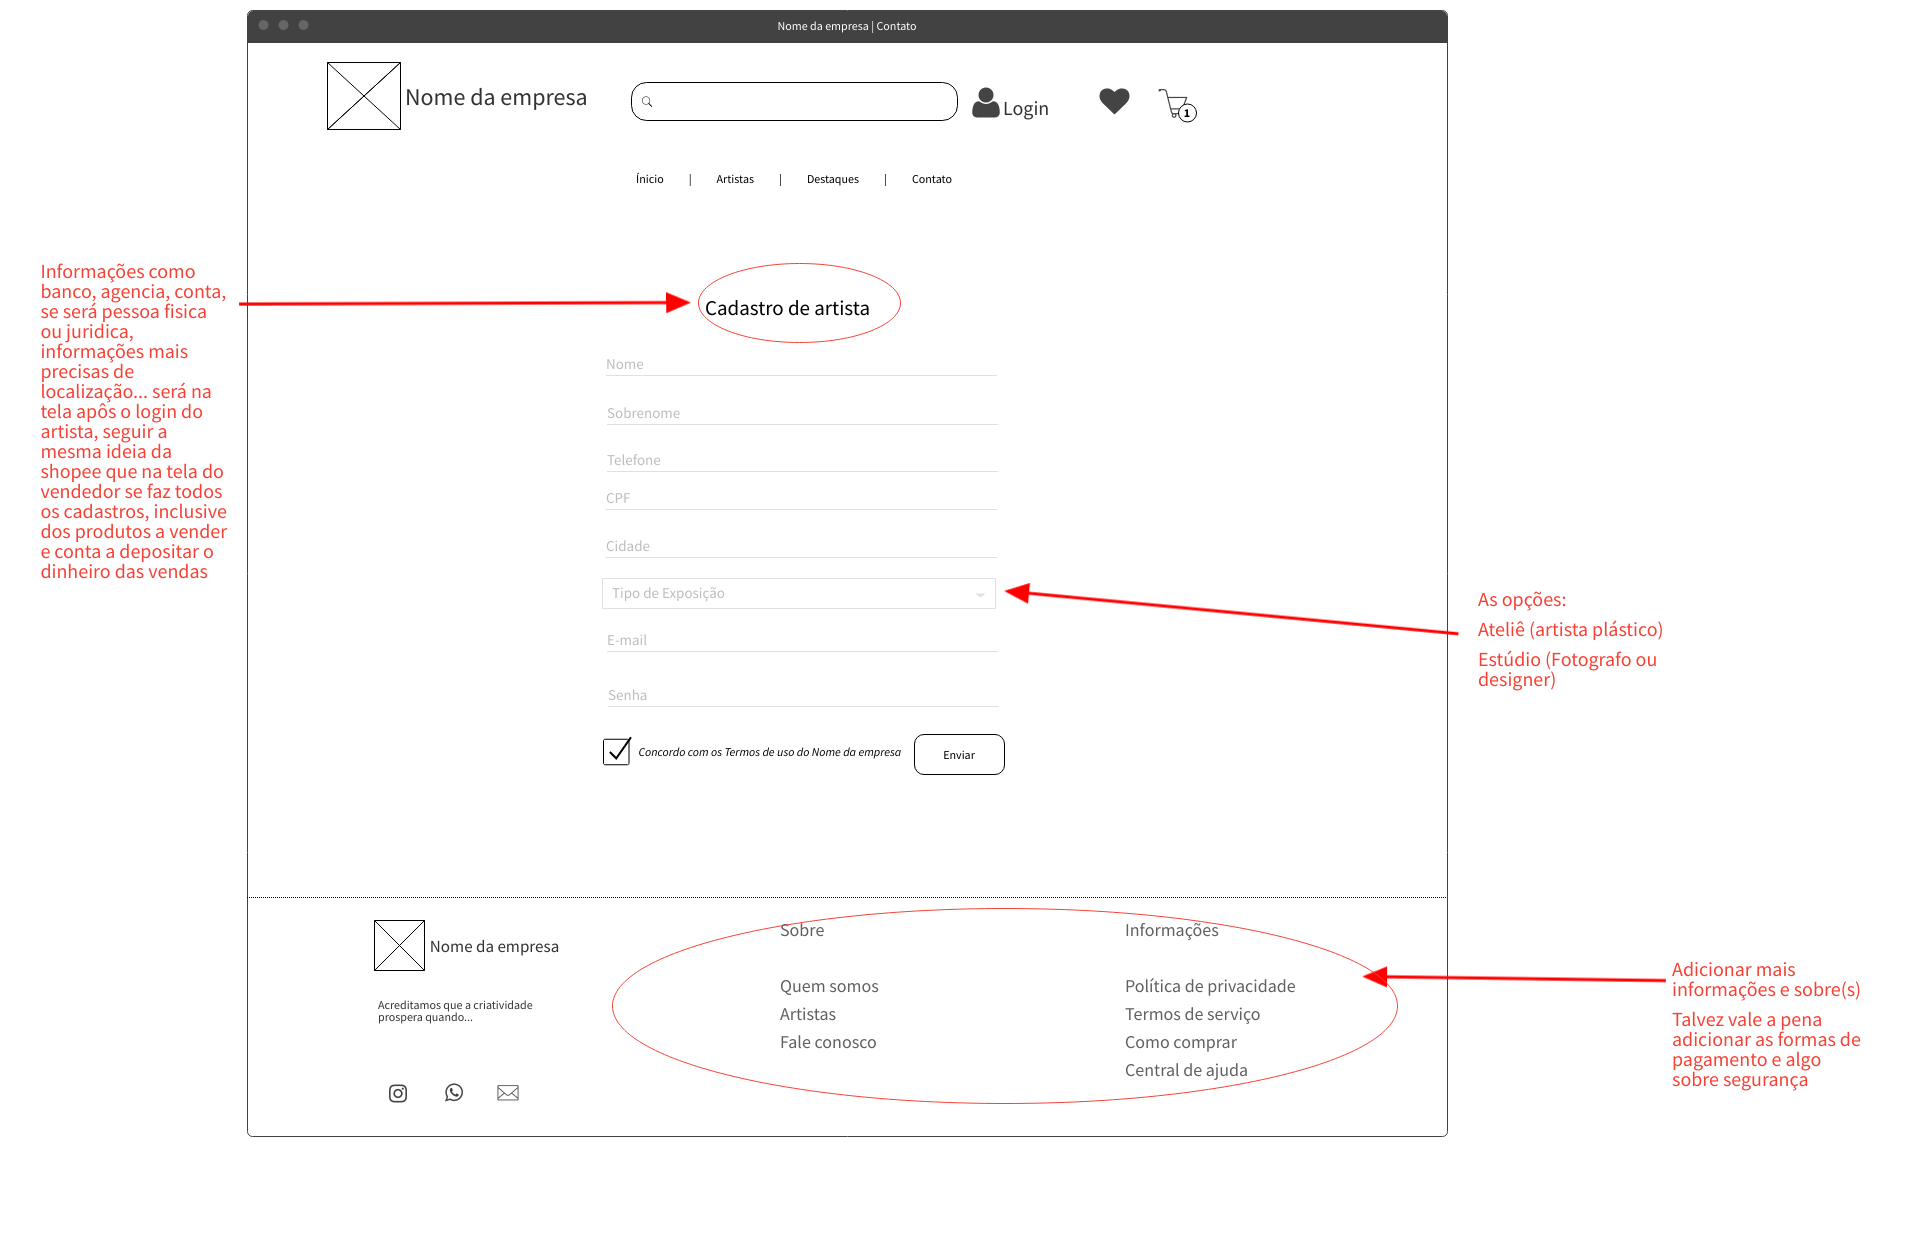 Nome da empresa | Contato
Nome da empresa
Login
1
Ínicio | Artistas | Destaques | Contato
Informações como
banco, agencia, conta,
se será pessoa fisica
ou juridica,
informações mais
precisas de
localização... será na
tela apôs o login do
artista, seguir a
mesma ideia da
shopee que na tela do
vendedor se faz todos
os cadastros, inclusive
dos produtos a vender
e conta a depositar o
dinheiro das vendas
Cadastro de artista
Nome
Sobrenome
Telefone
CPF
Cidade
Tipo de Exposição
E-mail
Senha
Concordo com os Termos de uso do Nome da empresa
Enviar
As opções:
Ateliê (artista plástico)
Estúdio (Fotografo ou
designer)
Nome da empresa
Acreditamos que a criatividade
prospera quando...
Sobre
Quem somos
Artistas
Fale conosco
Informações
Política de privacidade
Termos de serviço
Como comprar
Central de ajuda
Adicionar mais
informações e sobre(s)
Talvez vale a pena
adicionar as formas de
pagamento e algo
sobre segurança